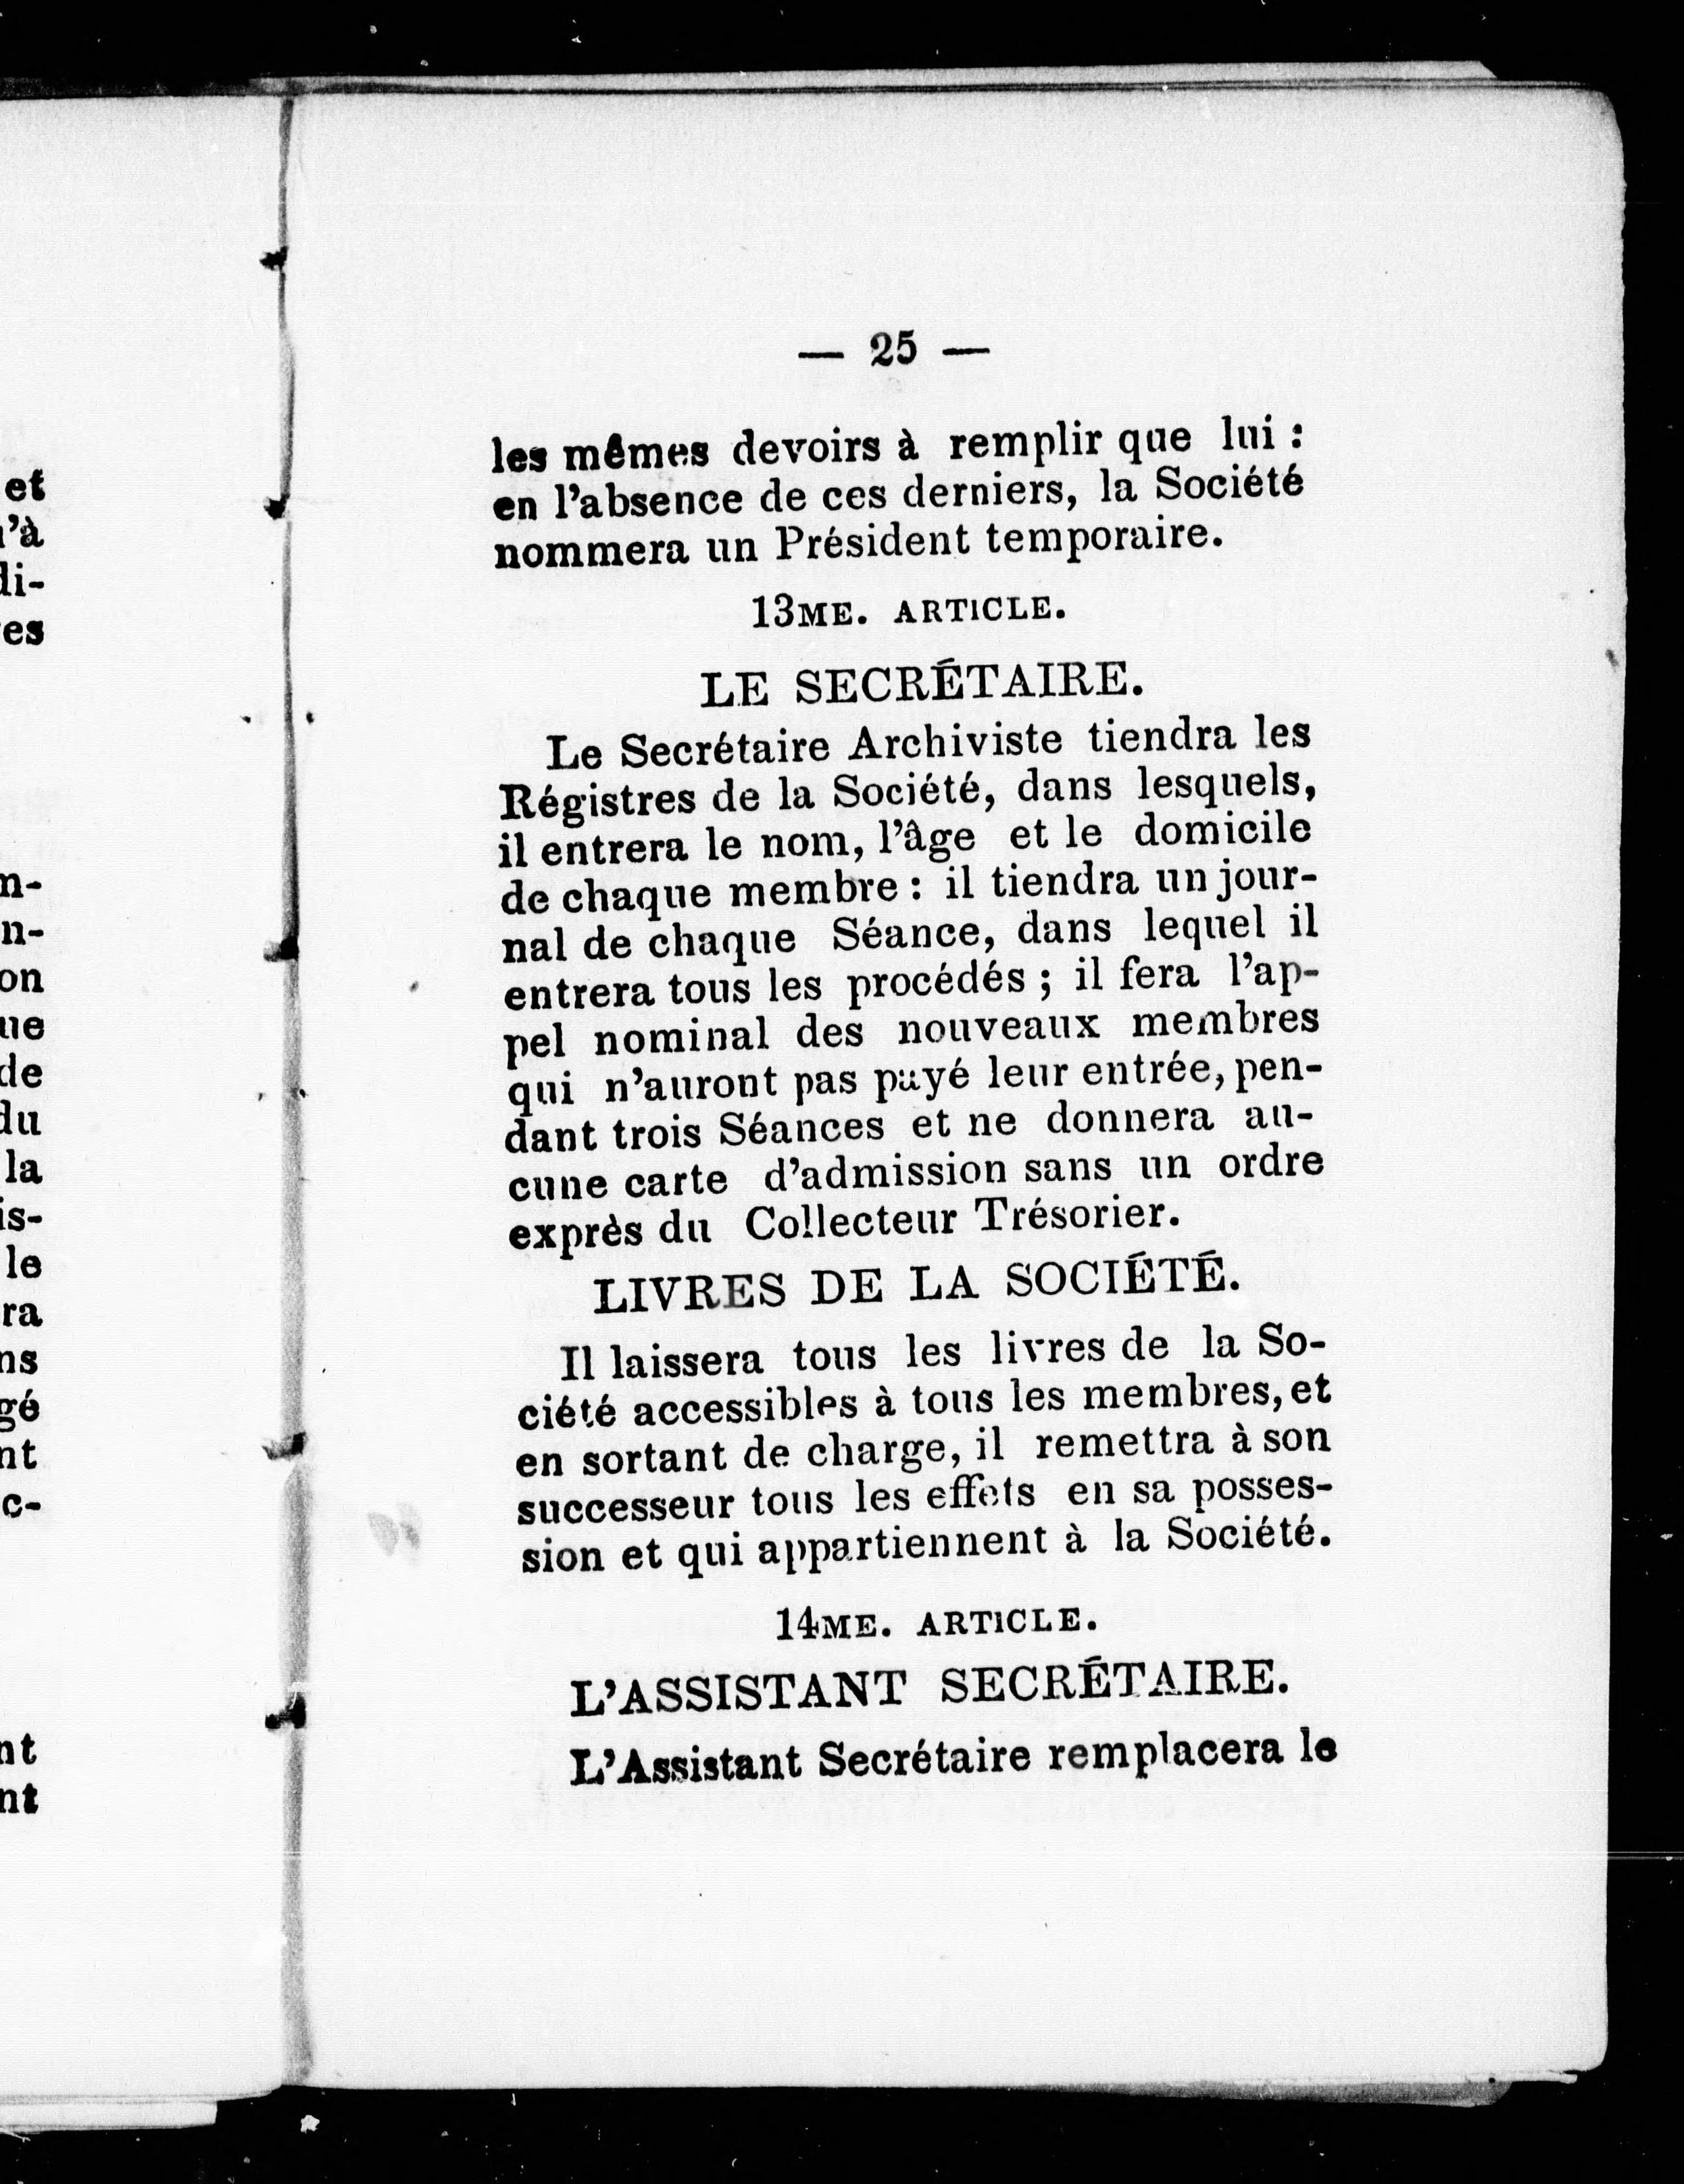 — 25 —
les mêmes devoirs à remplir que lui :
en l'absence de ces derniers, la Société
nommera un Président temporaire.
13ME. ARTICLE.
LE SECRÉTAIRE.
Le Secrétaire Archiviste tiendra les
Régistres de la Société, dans lesquels,
il entrera le nom, l'âge et le domicile
de chaque membre : il tiendra un jour-
nal de chaque Séance, dans lequel il
entrera tous les procédés ; il fera l'ap-
pel nominal des nouveaux membres
qui n'auront pas payé leur entrée, pen-
dant trois Séances et ne donnera au-
cune carte d'admission sans un ordre
exprès du Collecteur Trésorier.
LIVRES DE LA SOCIÉTÉ.
Il laissera tous les livres de la So-
ciété accessibles à tous les membres, et
en sortant de charge, il remettra à son
successeur tous les effets en sa posses-
sion et qui appartiennent à la Société.
14ME. ARTICLE.
L'ASSISTANT SECRÉTAIRE.
L'Assistant Secrétaire remplacera le